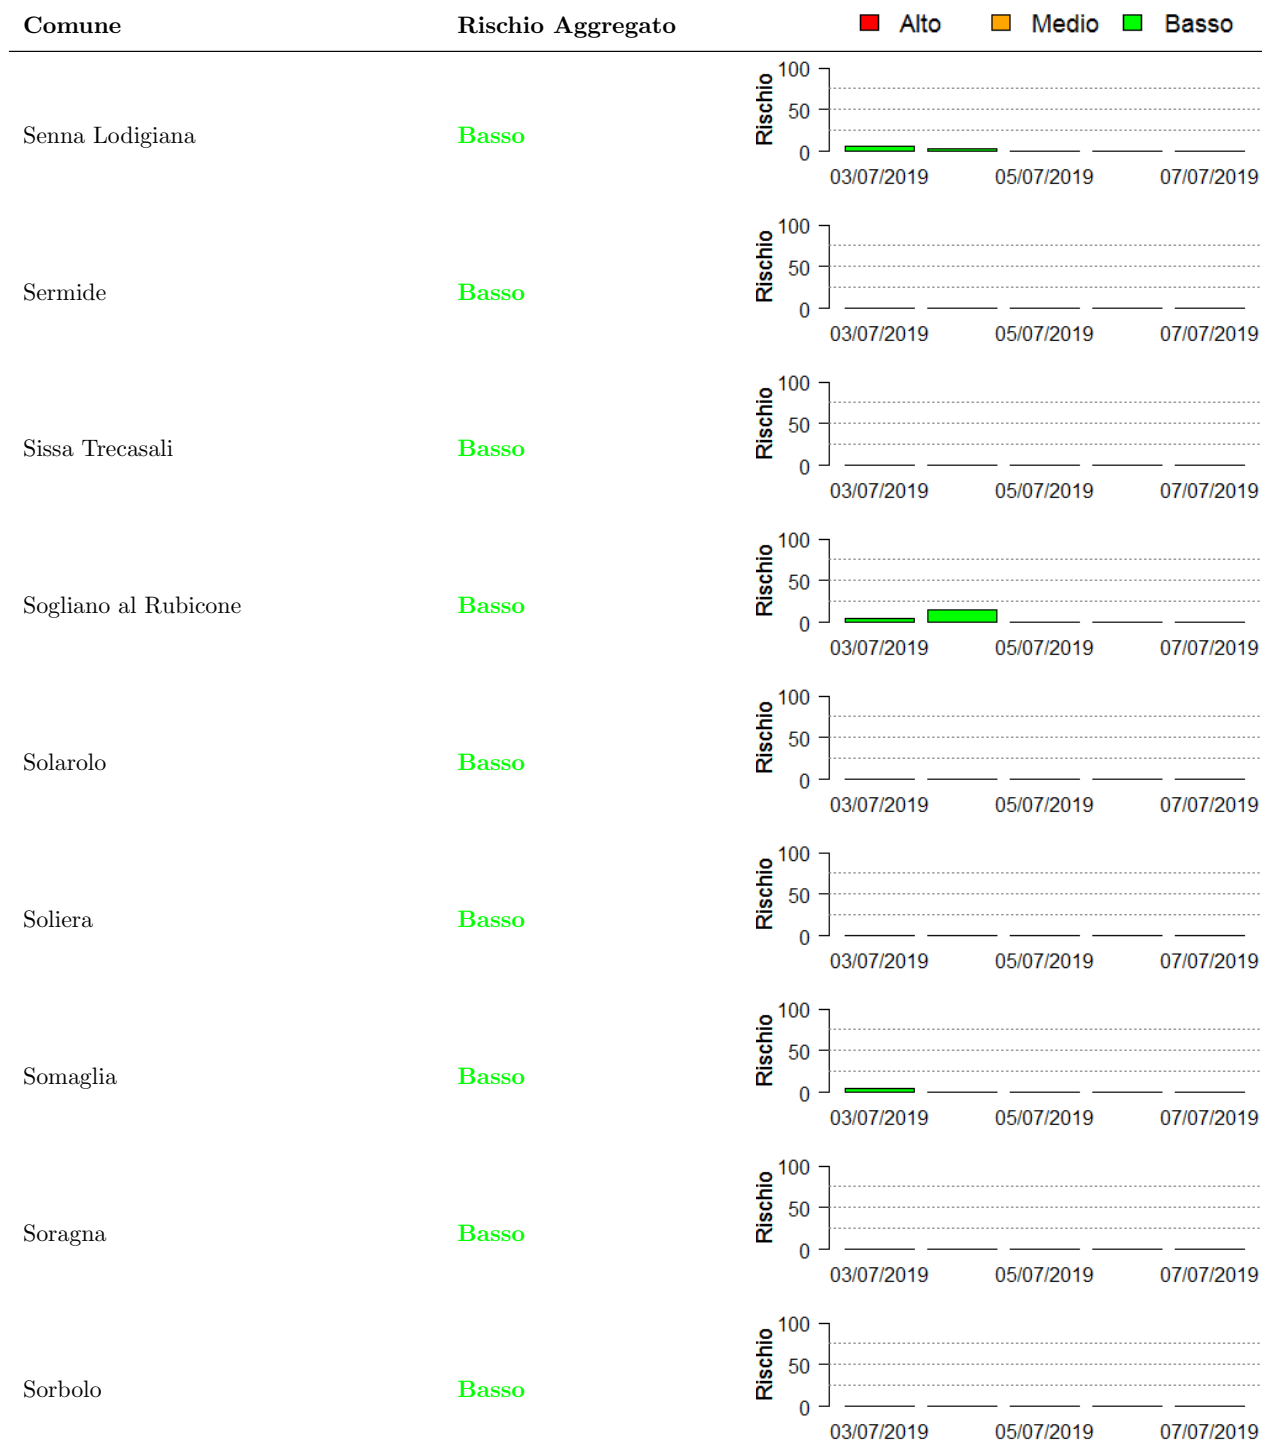 Comune Rischio Aggregato Alto Medio Basso
Senna Lodigiana Basso Rischio 100 50 0
03/07/2019 05/07/2019 07/07/2019
Sermide Basso Rischio 100 50 0
03/07/2019 05/07/2019 07/07/2019
Sissa Trecasali Basso Rischio 100 50 0
03/07/2019 05/07/2019 07/07/2019
Sogliano al Rubicone Basso Rischio 100 50 0
03/07/2019 05/07/2019 07/07/2019
Solarolo Basso Rischio 100 50 0
03/07/2019 05/07/2019 07/07/2019
Soliera Basso Rischio 100 50 0
03/07/2019 05/07/2019 07/07/2019
Somaglia Basso Rischio 100 50 0
03/07/2019 05/07/2019 07/07/2019
Soragna Basso Rischio 100 50 0
03/07/2019 05/07/2019 07/07/2019
Sorbolo Basso Rischio 100 50 0
03/07/2019 05/07/2019 07/07/2019